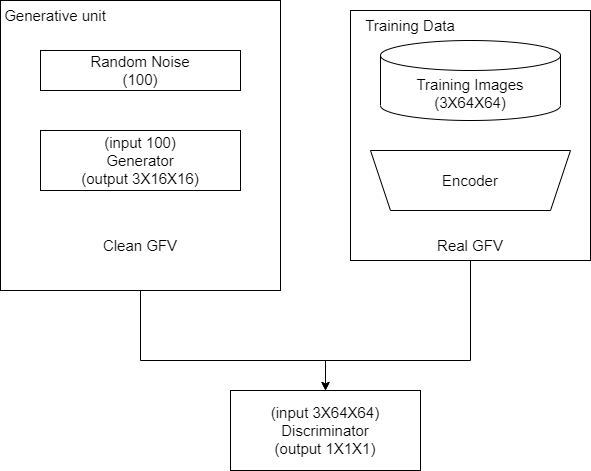 Generative unit
Random Noise
(100)
(input 100)
Generator
(output 3X16X16)
Clean GFV
Training Data
Training Images
(3X64X64)
Encoder
Real GFV
(input 3X64X64)
Discriminator
(output 1X1X1)